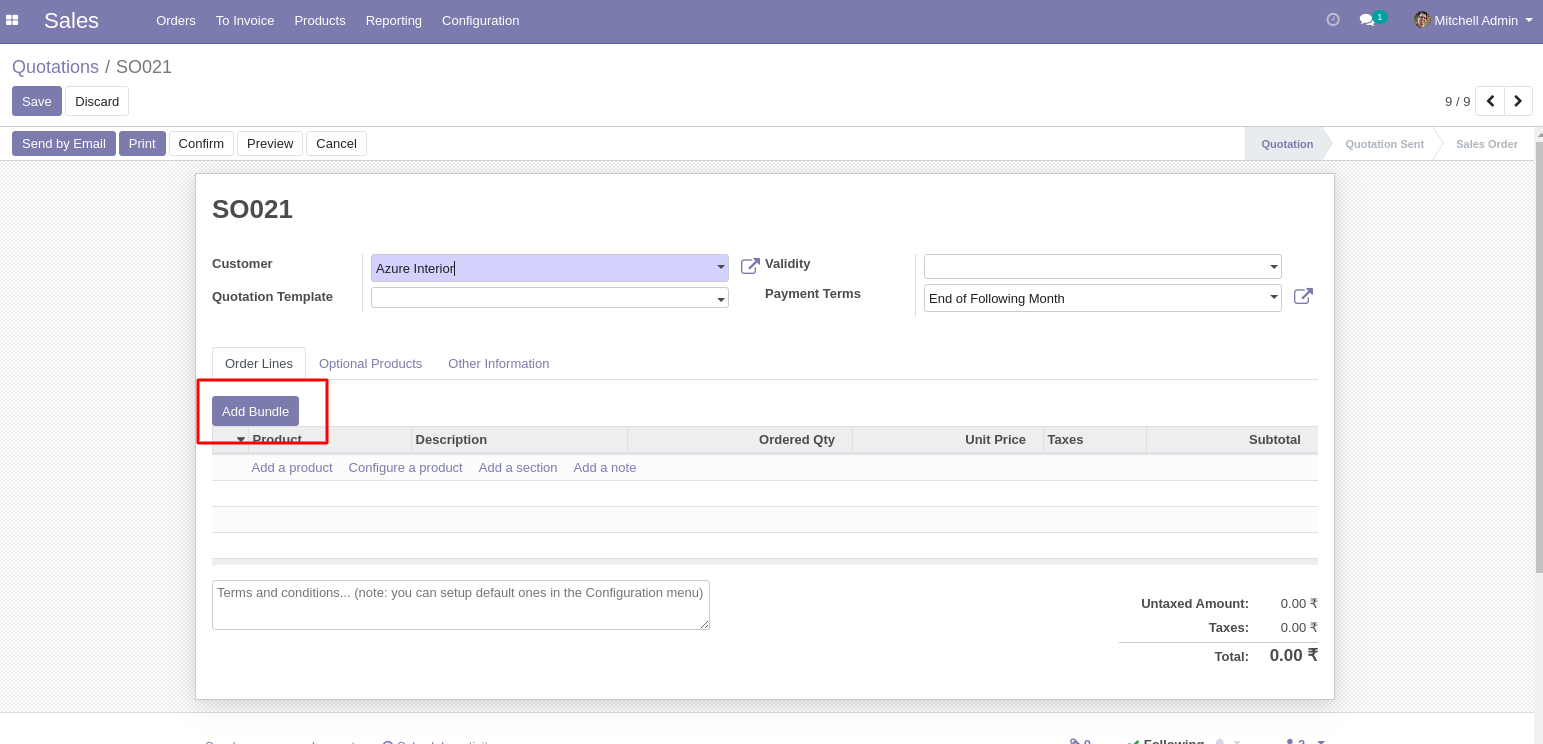 Sales Orders To Invoice Products Reporting Configuration 1 Mitchell Admin
Quotations / SO021
Save Discard 9 / 9
Send by Email Print Confirm Preview Cancel Quotation Quotation Sent Sales Order
SO021
Customer Azure Interior Validity
Quotation Template Payment Terms End of Following Month
Order Lines Optional Products Other Information
Add Bundle
Product Description Ordered Qty Unit Price Taxes Subtotal
Add a product Configure a product Add a section Add a note
Terms and conditions... (note: you can setup default ones in the Configuration menu)
Untaxed Amount: 0.00 ₹
Taxes: 0.00 ₹
Total: 0.00 ₹
Following